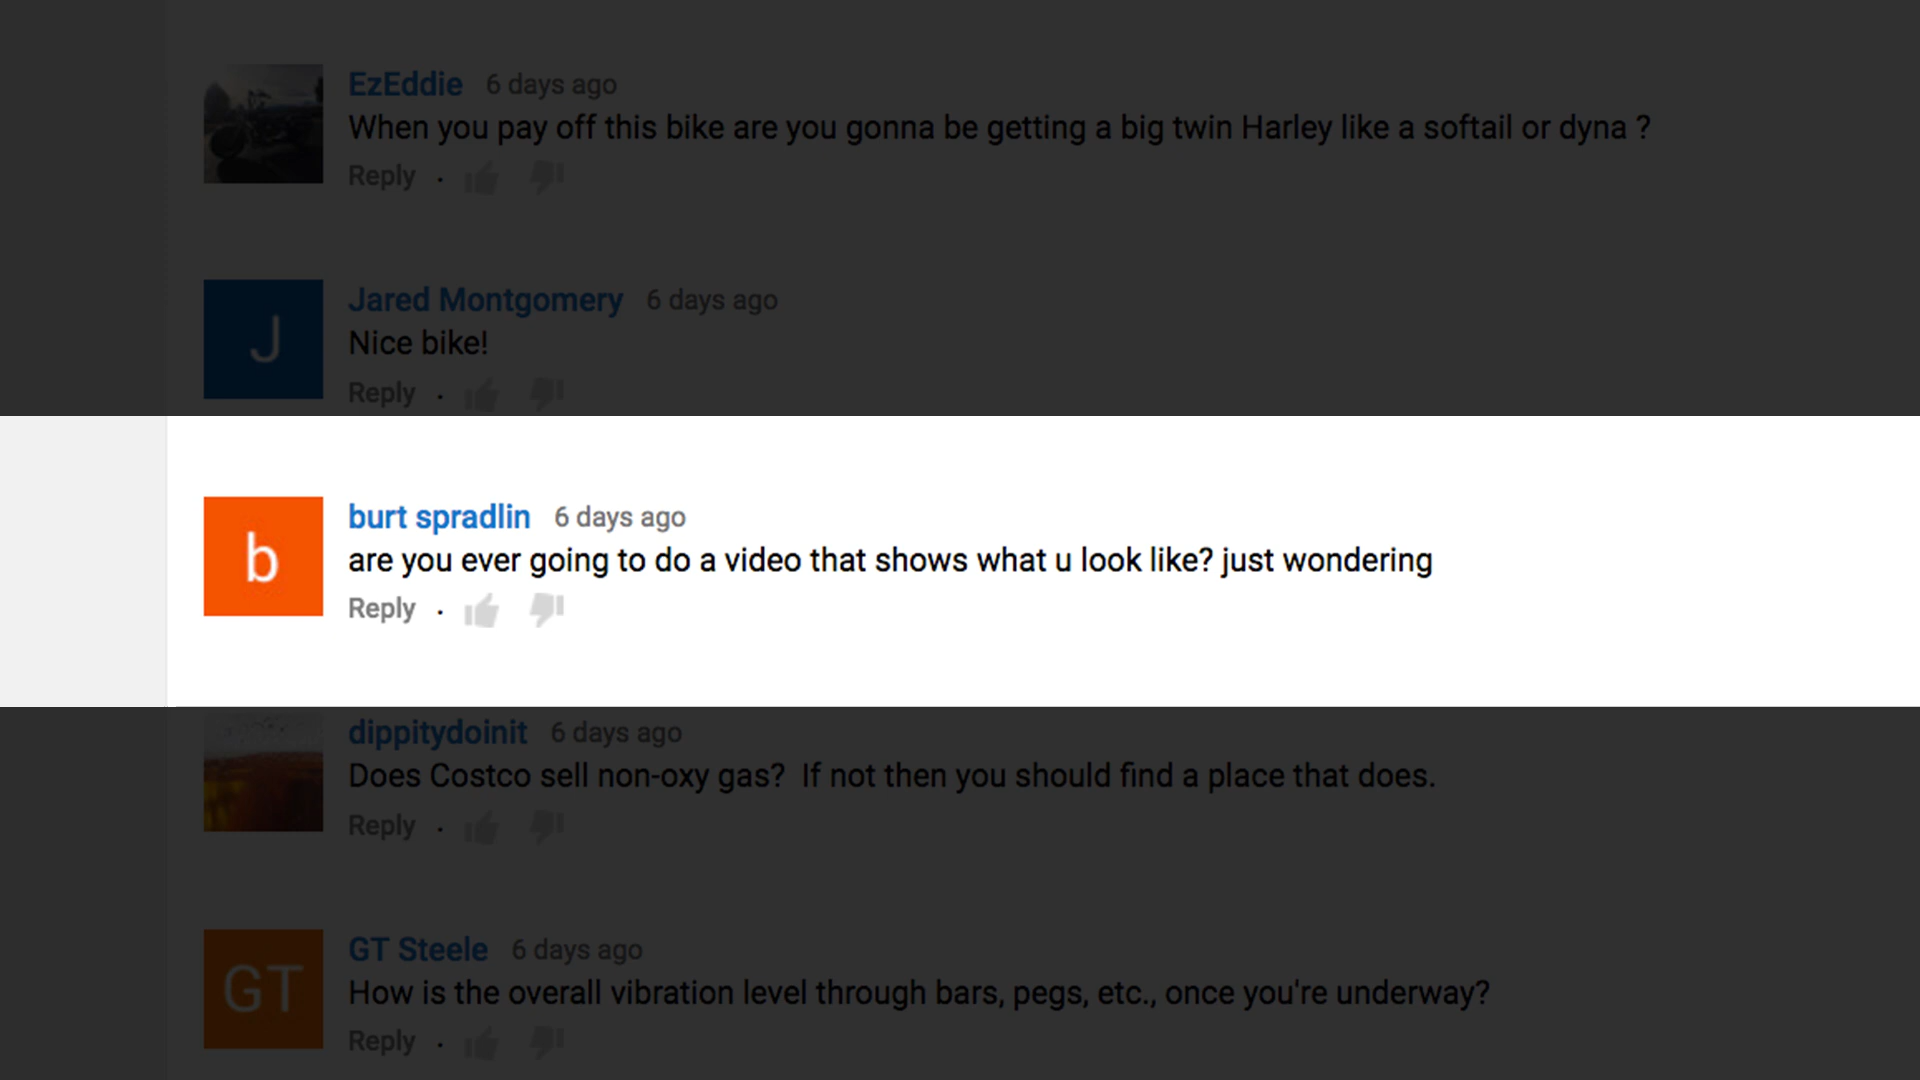 EzEddie 6 days ago
When you pay off this bike are you gonna be getting a big twin Harley like a softail or dyna ?
Reply .
J
Jared Montgomery 6 days ago
Nice bike!
Reply .
b
burt spradlin 6 days ago
are you ever going to do a video that shows what u look like? just wondering
Reply .
dippitydoinit 6 days ago
Does Costco sell non-oxy gas?  If not then you should find a place that does.
Reply .
GT
GT Steele 6 days ago
How is the overall vibration level through bars, pegs, etc., once you're underway?
Reply .